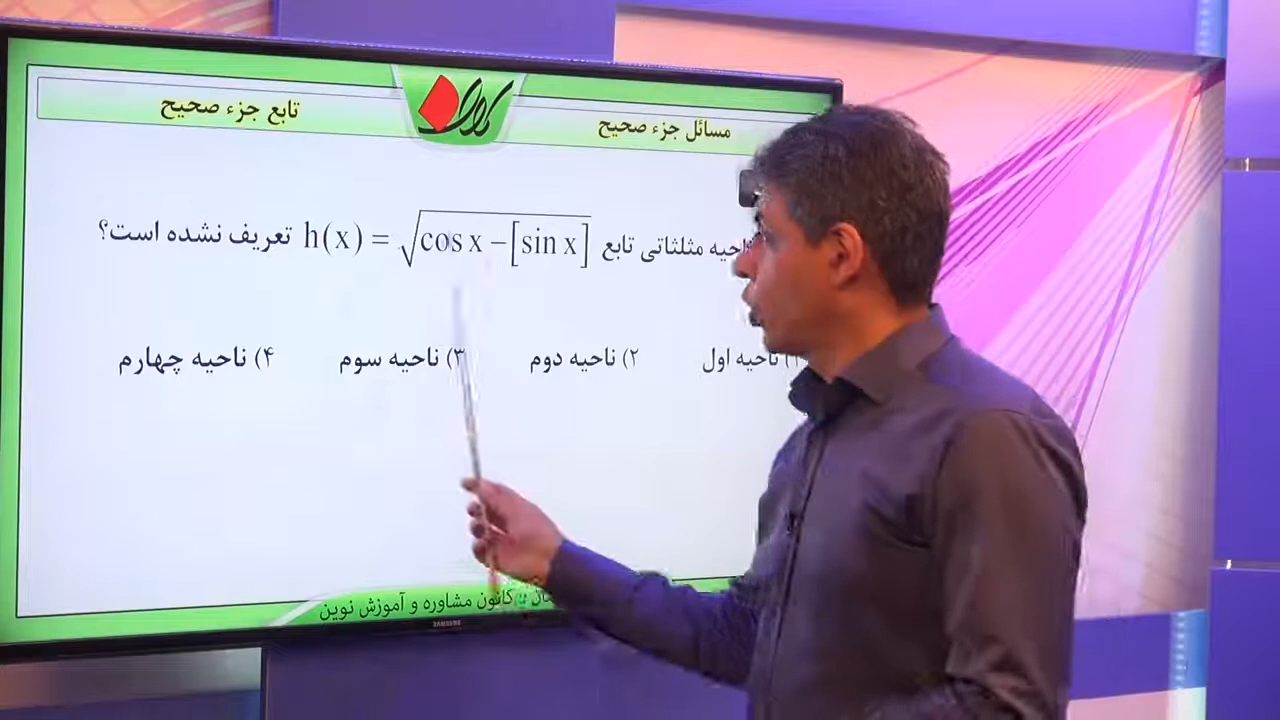 مسائل جزء صحیح
تابع جزء صحیح
مثلثاتی تابع h(x) = √cos x − [sin x] تعریف نشده است؟
۱) ناحیه اول ۲) ناحیه دوم ۳) ناحیه سوم ۴) ناحیه چهارم
کانون مشاوره و آموزش نوین
SAMSUNG